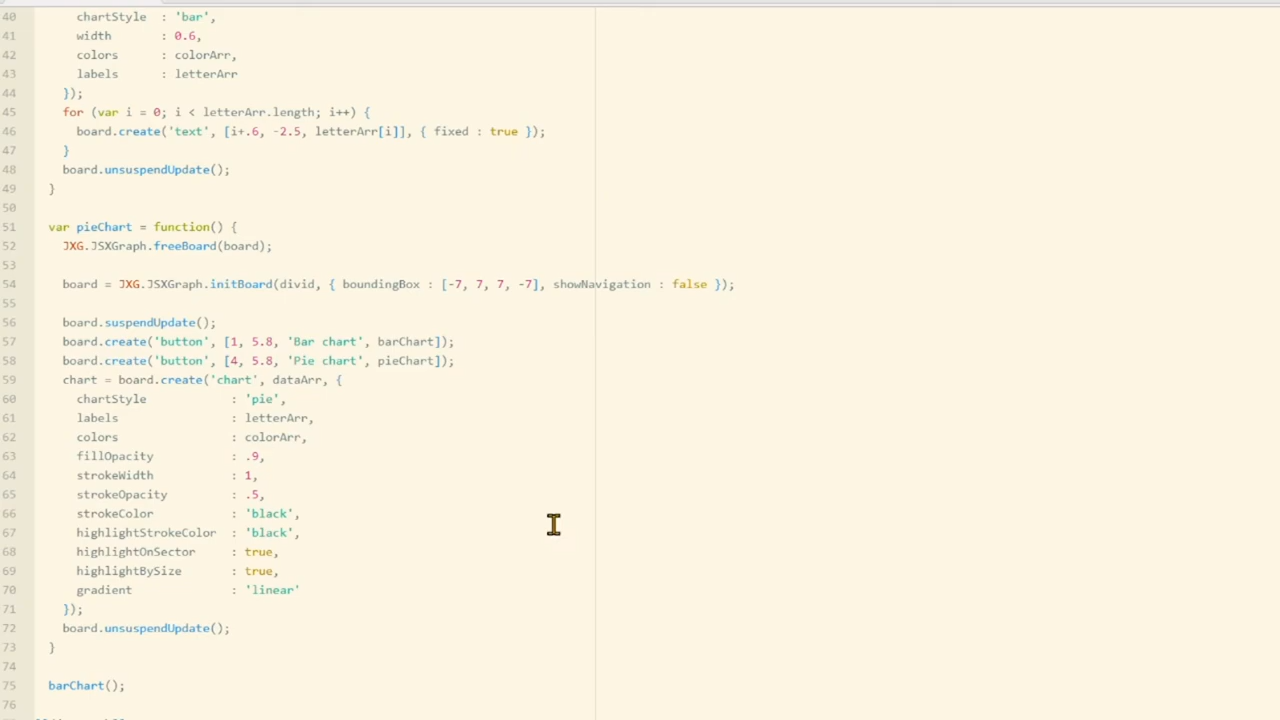 40 chartStyle : 'bar',
41 width : 0.6,
42 colors : colorArr,
43 labels : letterArr
44 });
45 for (var i = 0; i < letterArr.length; i++) {
46 board.create('text', [i+.6, -2.5, letterArr[i]], { fixed : true });
47 }
48 board.unsuspendUpdate();
49 }
50
51 var pieChart = function() {
52 JXG.JSXGraph.freeBoard(board);
53
54 board = JXG.JSXGraph.initBoard(divid, { boundingBox : [-7, 7, 7, -7], showNavigation : false });
55
56 board.suspendUpdate();
57 board.create('button', [1, 5.8, 'Bar chart', barChart]);
58 board.create('button', [4, 5.8, 'Pie chart', pieChart]);
59 chart = board.create('chart', dataArr, {
60 chartStyle : 'pie',
61 labels : letterArr,
62 colors : colorArr,
63 fillOpacity : .9,
64 strokeWidth : 1,
65 strokeOpacity : .5,
66 strokeColor : 'black',
67 highlightStrokeColor : 'black',
68 highlightOnSector : true,
69 highlightBySize : true,
70 gradient : 'linear'
71 });
72 board.unsuspendUpdate();
73 }
74
75 barChart();
76